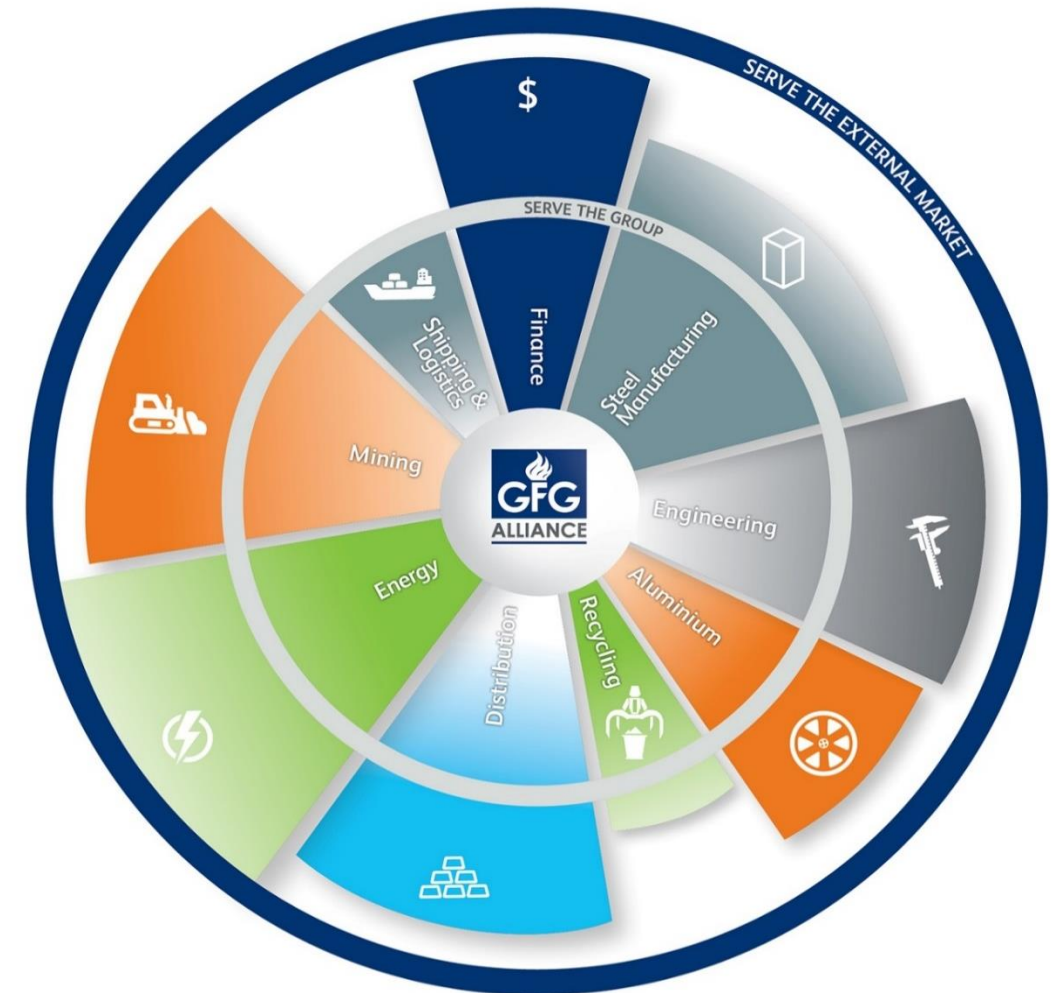 SERVE THE EXTERNAL MARKET
$
SERVE THE GROUP
Finance
Steel
Manufacturing
Engineering
Aluminium
Recycling
Distribution
Energy
Mining
Shipping &
Logistics
GFG
ALLIANCE